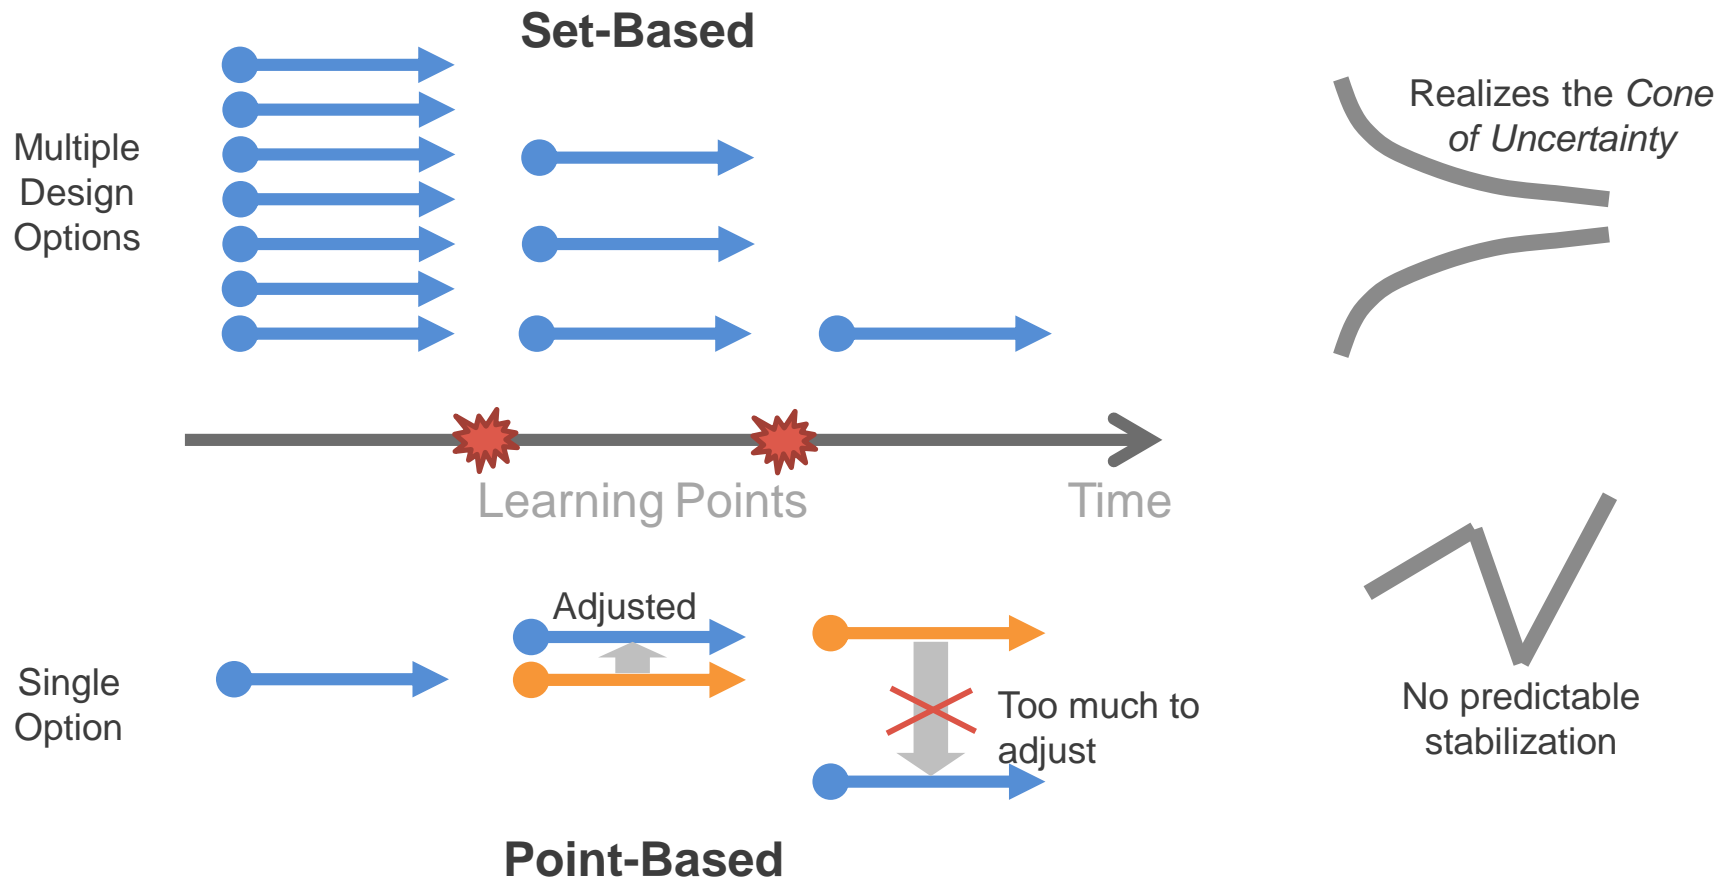 Set-Based
Multiple
Design
Options
Realizes the Cone
of Uncertainty
Learning Points
Time
Adjusted
Single
Option
Too much to
adjust
No predictable
stabilization
Point-Based